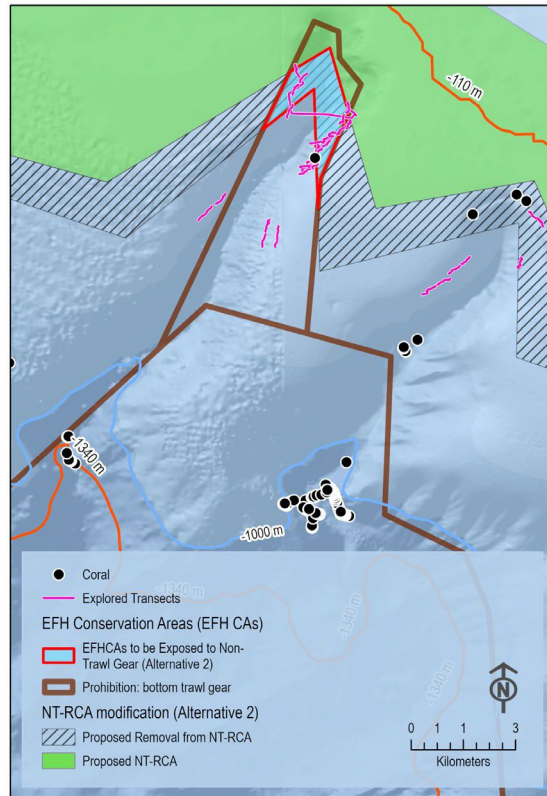 -110 m
-1340 m
-1000 m
Coral
Explored Transects
EFH Conservation Areas (EFH CAs)
EFHCAs to be Exposed to Non-
Trawl Gear (Alternative 2)
Prohibition: bottom trawl gear
NT-RCA modification (Alternative 2)
Proposed Removal from NT-RCA
Proposed NT-RCA
-1340 m
-1340 m
-1340 m
N
0 1 2 3
Kilometers